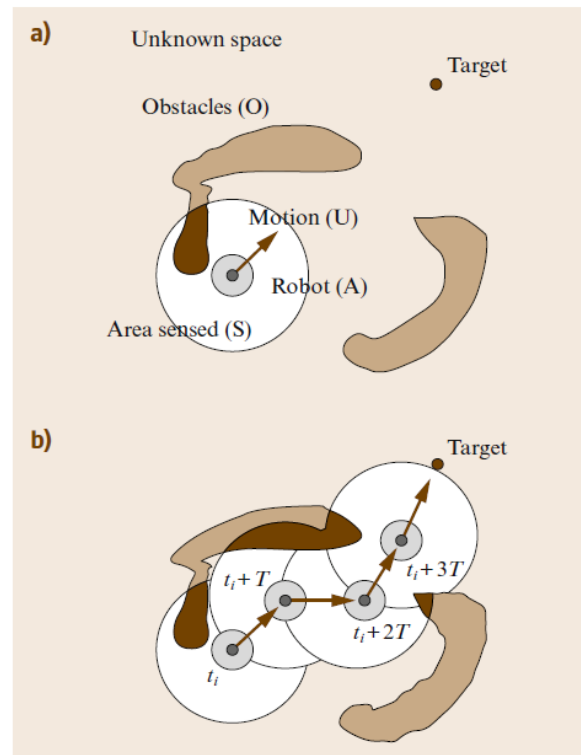 a)
Unknown space
Target
Obstacles (O)
Motion (U)
Robot (A)
Area sensed (S)
b)
Target
t_i + T
t_i + 3T
t_i + 2T
t_i